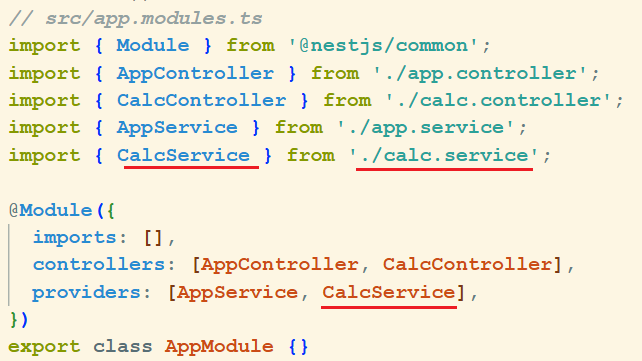 // src/app.modules.ts
import { Module } from '@nestjs/common';
import { AppController } from './app.controller';
import { CalcController } from './calc.controller';
import { AppService } from './app.service';
import { CalcService } from './calc.service';
@Module({
imports: [],
controllers: [AppController, CalcController],
providers: [AppService, CalcService],
})
export class AppModule {}